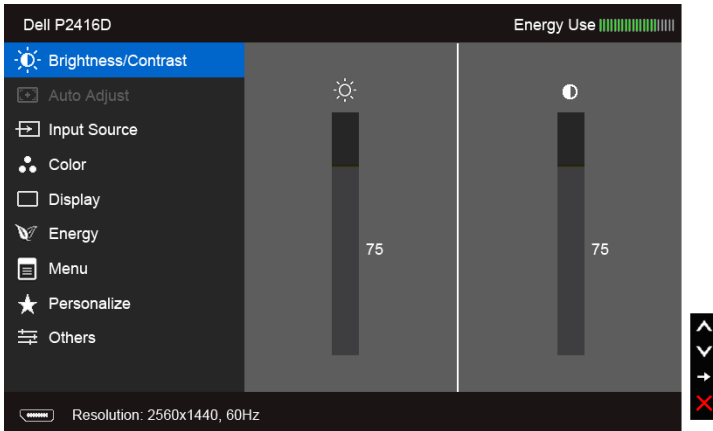 Dell P2416D
Energy Use
Brightness/Contrast
Auto Adjust
Input Source
Color
Display
Energy
Menu
Personalize
Others
75
75
Resolution: 2560x1440, 60Hz